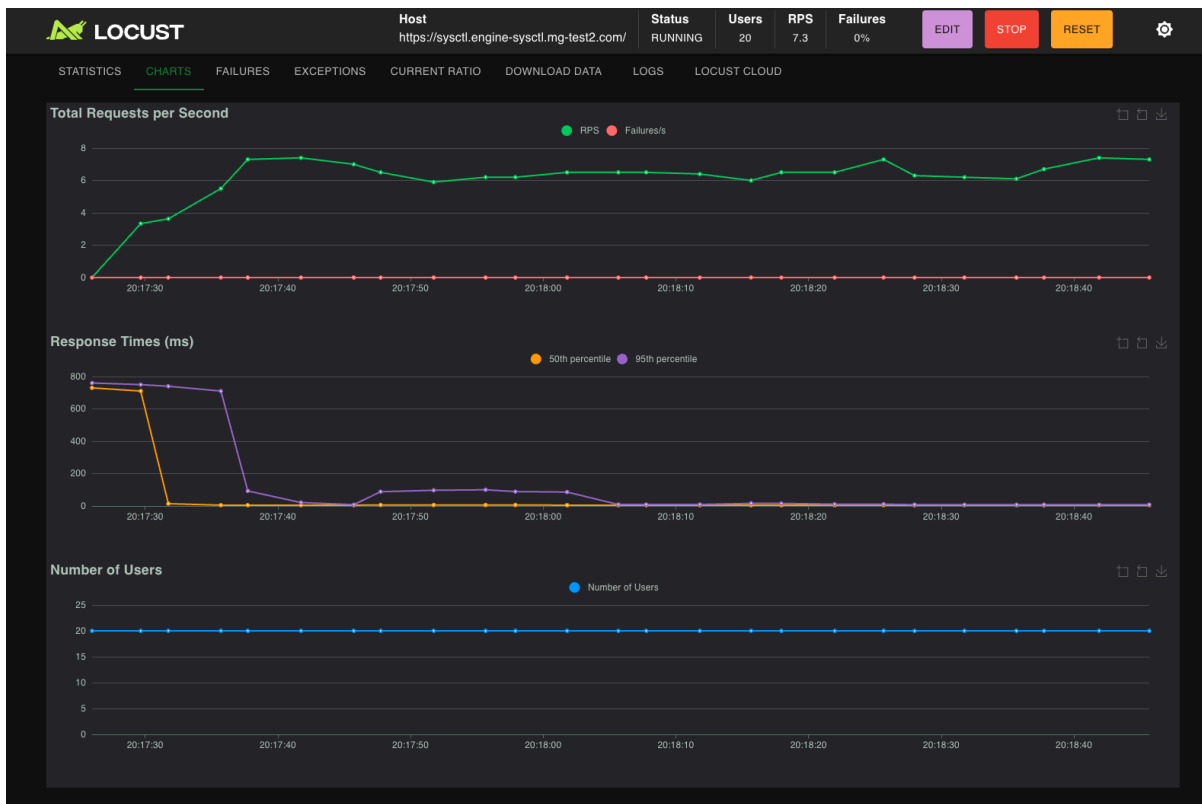 LOCUST
Host
https://sysctl.engine-sysctl.mg-test2.com/
Status
RUNNING
Users
20
RPS
7.3
Failures
0%
EDIT
STOP
RESET
STATISTICS CHARTS FAILURES EXCEPTIONS CURRENT RATIO DOWNLOAD DATA LOGS LOCUST CLOUD
Total Requests per Second
RPS Failures/s
8
6
4
2
0
20:17:30 20:17:40 20:17:50 20:18:00 20:18:10 20:18:20 20:18:30 20:18:40
Response Times (ms)
50th percentile 95th percentile
800
600
400
200
0
20:17:30 20:17:40 20:17:50 20:18:00 20:18:10 20:18:20 20:18:30 20:18:40
Number of Users
Number of Users
25
20
15
10
5
0
20:17:30 20:17:40 20:17:50 20:18:00 20:18:10 20:18:20 20:18:30 20:18:40